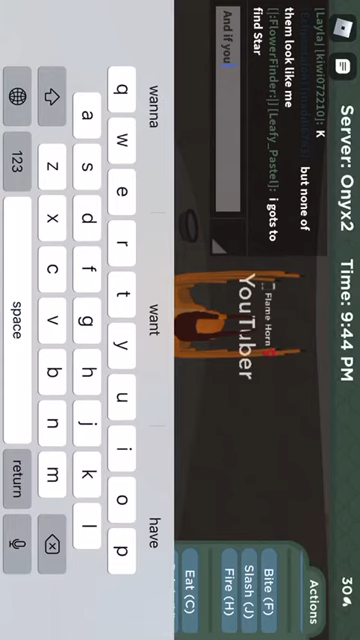 Server: Onyx2
Time: 9:44 PM
30
[Layla] [kiwi072210]: K
but none of
them look like me
[[:FlowerFinder:|] [Leafy_Pastel]: i gots to
find Star
And if you
Flame Horn
YouTuber
Actions
Bite (F)
Slash (J)
Fire (H)
Eat (C)
wanna
want
have
q w e r t y u i o p
a s d f g h j k l
z x c v b n m
123
space
return